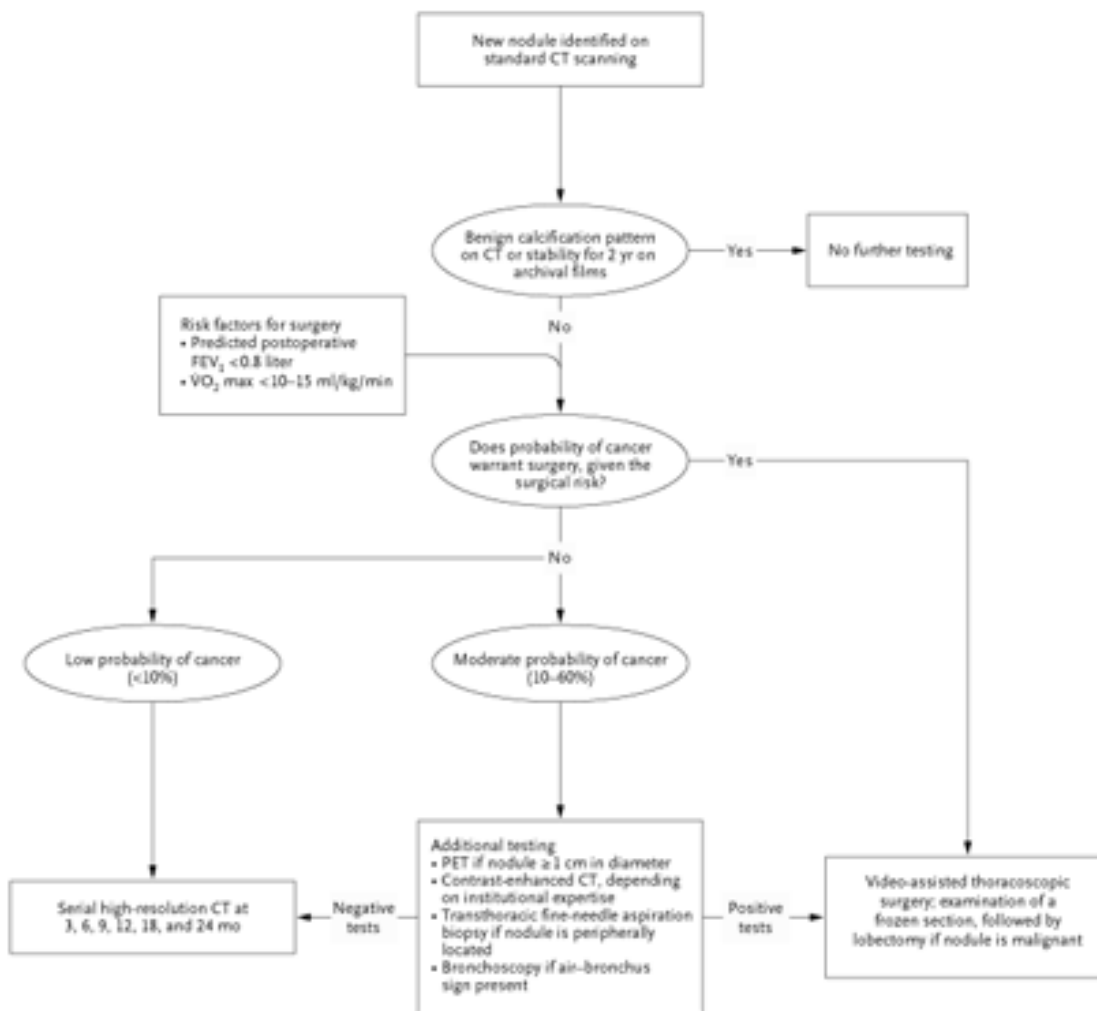 New nodule identified on
standard CT scanning
Benign calcification pattern
on CT or stability for 2 yr on
archival films
Yes
No further testing
No
Risk factors for surgery
• Predicted postoperative
FEV₁ <0.8 liter
• V̇O₂ max <10–15 ml/kg/min
Does probability of cancer
warrant surgery, given the
surgical risk?
Yes
No
Low probability of cancer
(<10%)
Moderate probability of cancer
(10–60%)
Serial high-resolution CT at
3, 6, 9, 12, 18, and 24 mo
Negative
tests
Additional testing
• PET if nodule ≥1 cm in diameter
• Contrast-enhanced CT, depending
on institutional expertise
• Transthoracic fine-needle aspiration
biopsy if nodule is peripherally
located
• Bronchoscopy if air–bronchus
sign present
Positive
tests
Video-assisted thoracoscopic
surgery; examination of a
frozen section, followed by
lobectomy if nodule is malignant